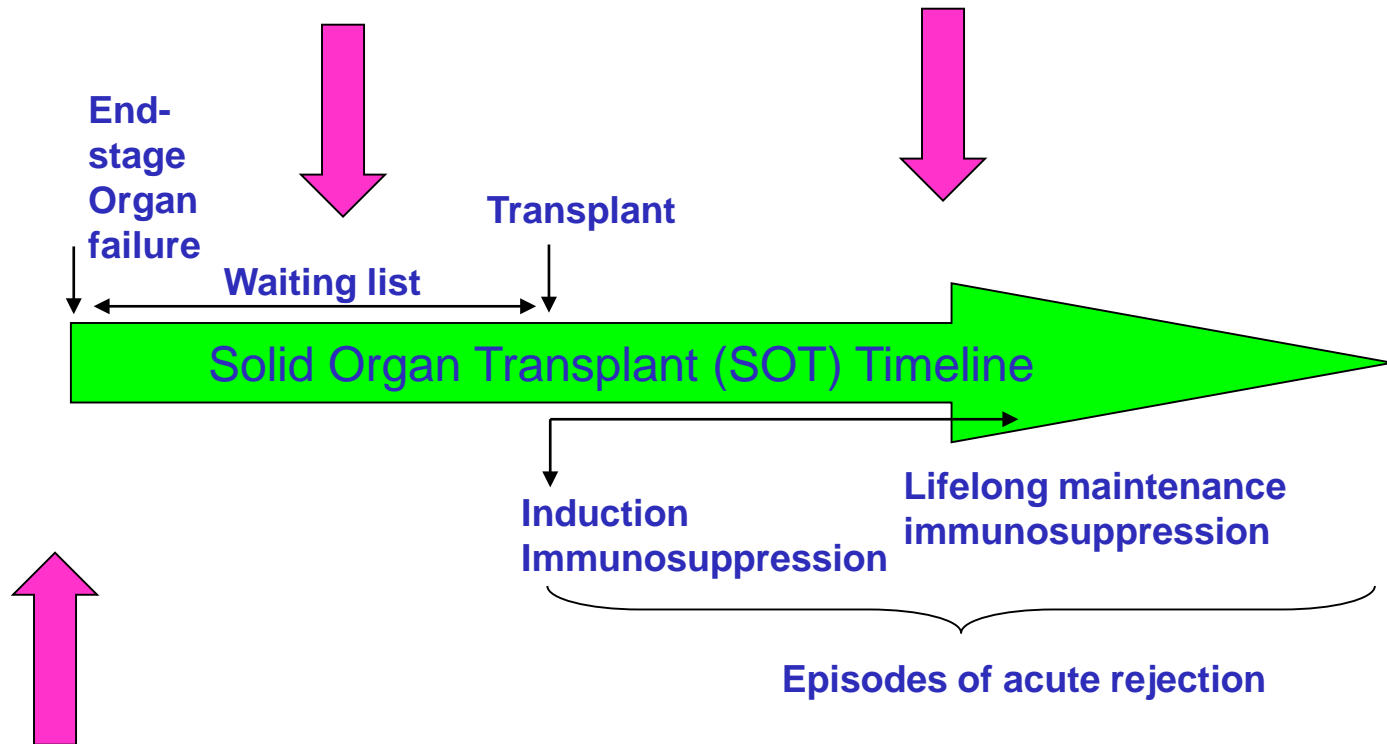 End-
stage
Organ
failure
Transplant
Waiting list
Solid Organ Transplant (SOT) Timeline
Induction
Immunosuppression
Lifelong maintenance
immunosuppression
Episodes of acute rejection